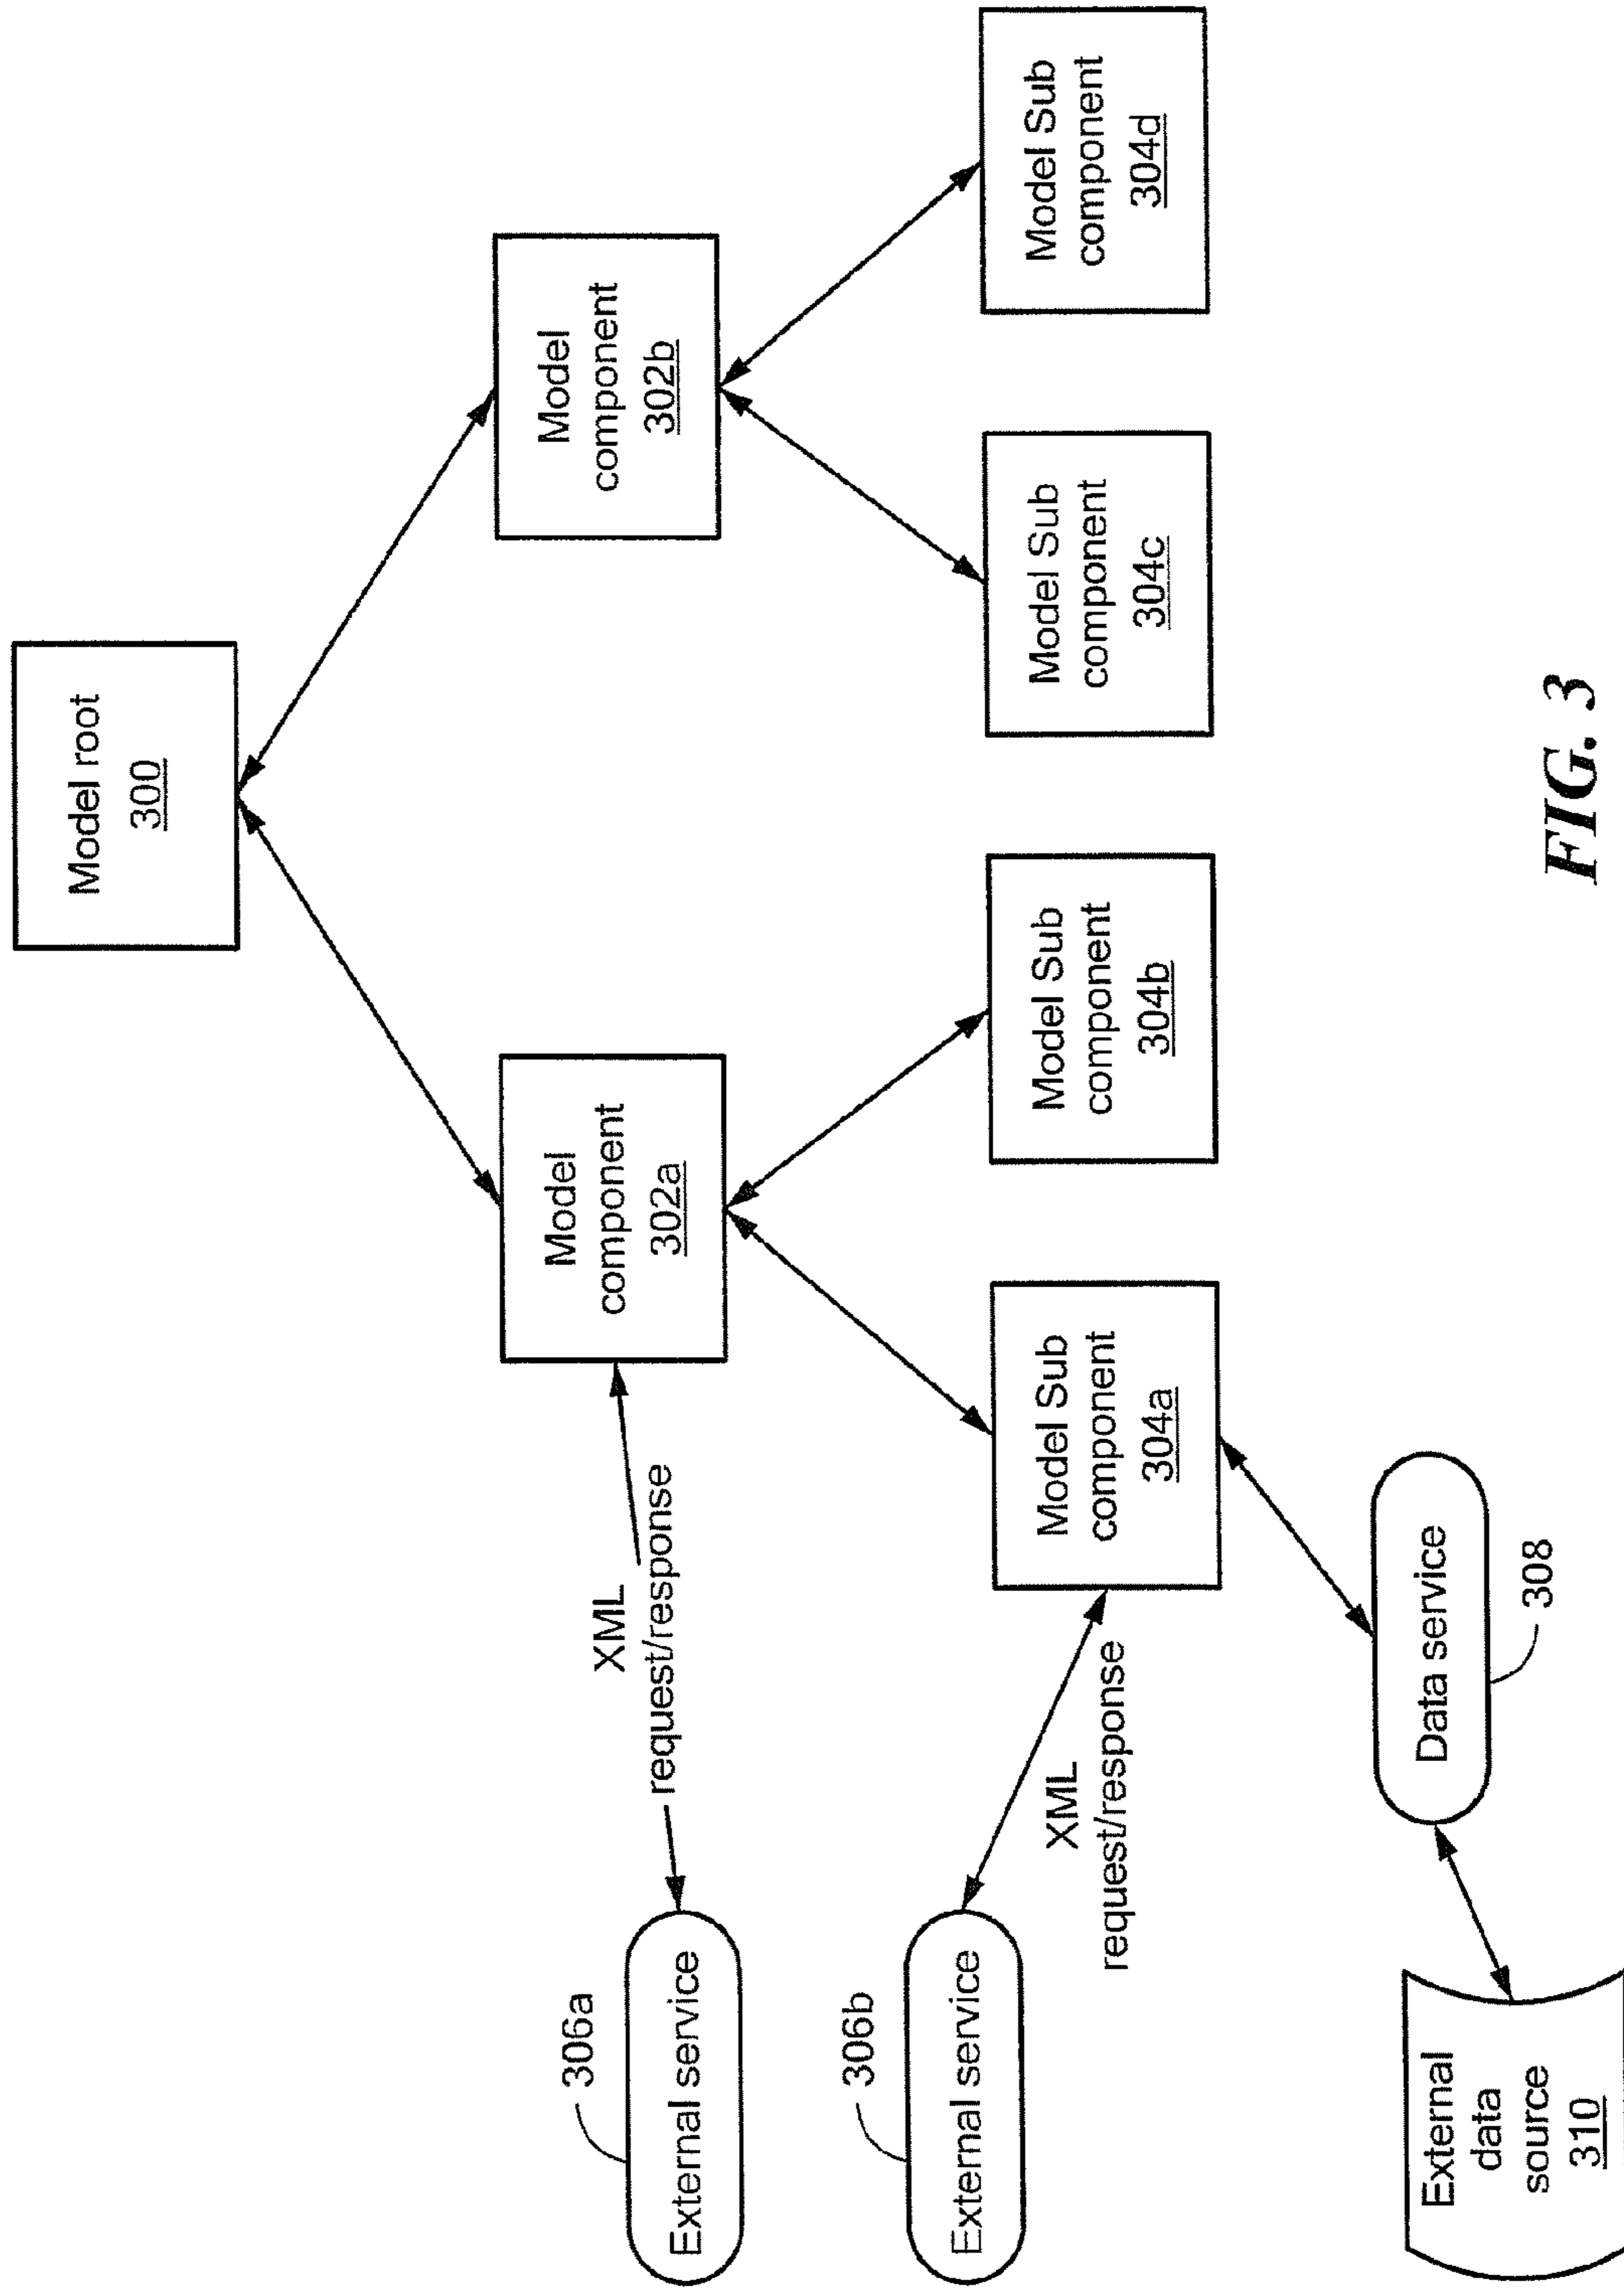 Model root
300
Model
component
302a
Model
component
302b
XML
request/response
306a
External service
Model Sub
component
304a
Model Sub
component
304b
Model Sub
component
304c
Model Sub
component
304d
306b
External service
XML
request/response
Data service
308
External
data
source
310
FIG. 3